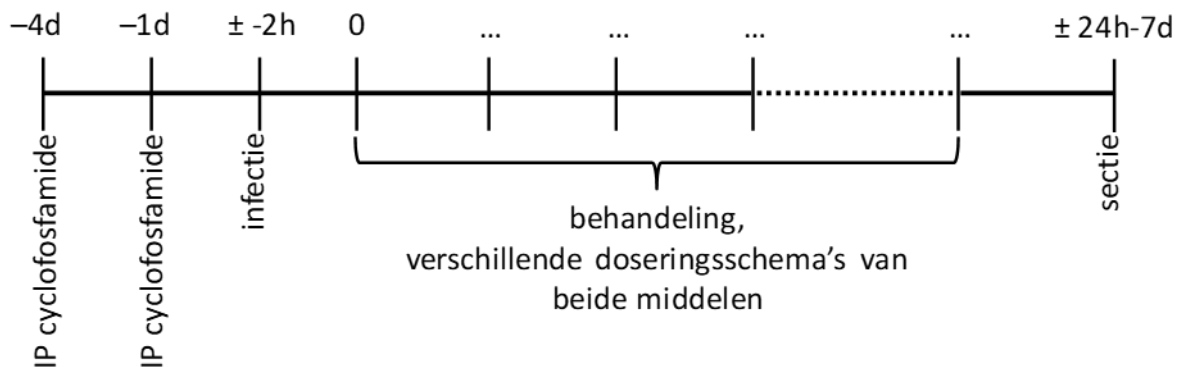 –4d –1d ± -2h 0 ... ... ... ... ± 24h-7d
IP cyclofosfamide
IP cyclofosfamide
infectie
sectie
behandeling,
verschillende doseringsschema's van
beide middelen